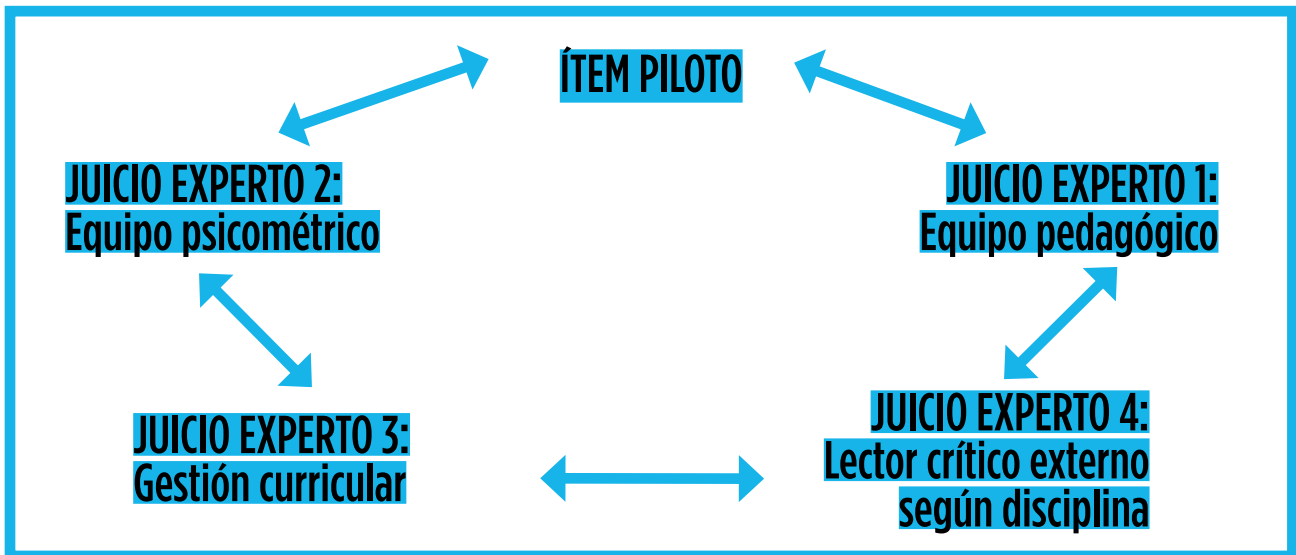 ÍTEM PILOTO
JUICIO EXPERTO 2:
Equipo psicométrico
JUICIO EXPERTO 1:
Equipo pedagógico
JUICIO EXPERTO 3:
Gestión curricular
JUICIO EXPERTO 4:
Lector crítico externo
según disciplina